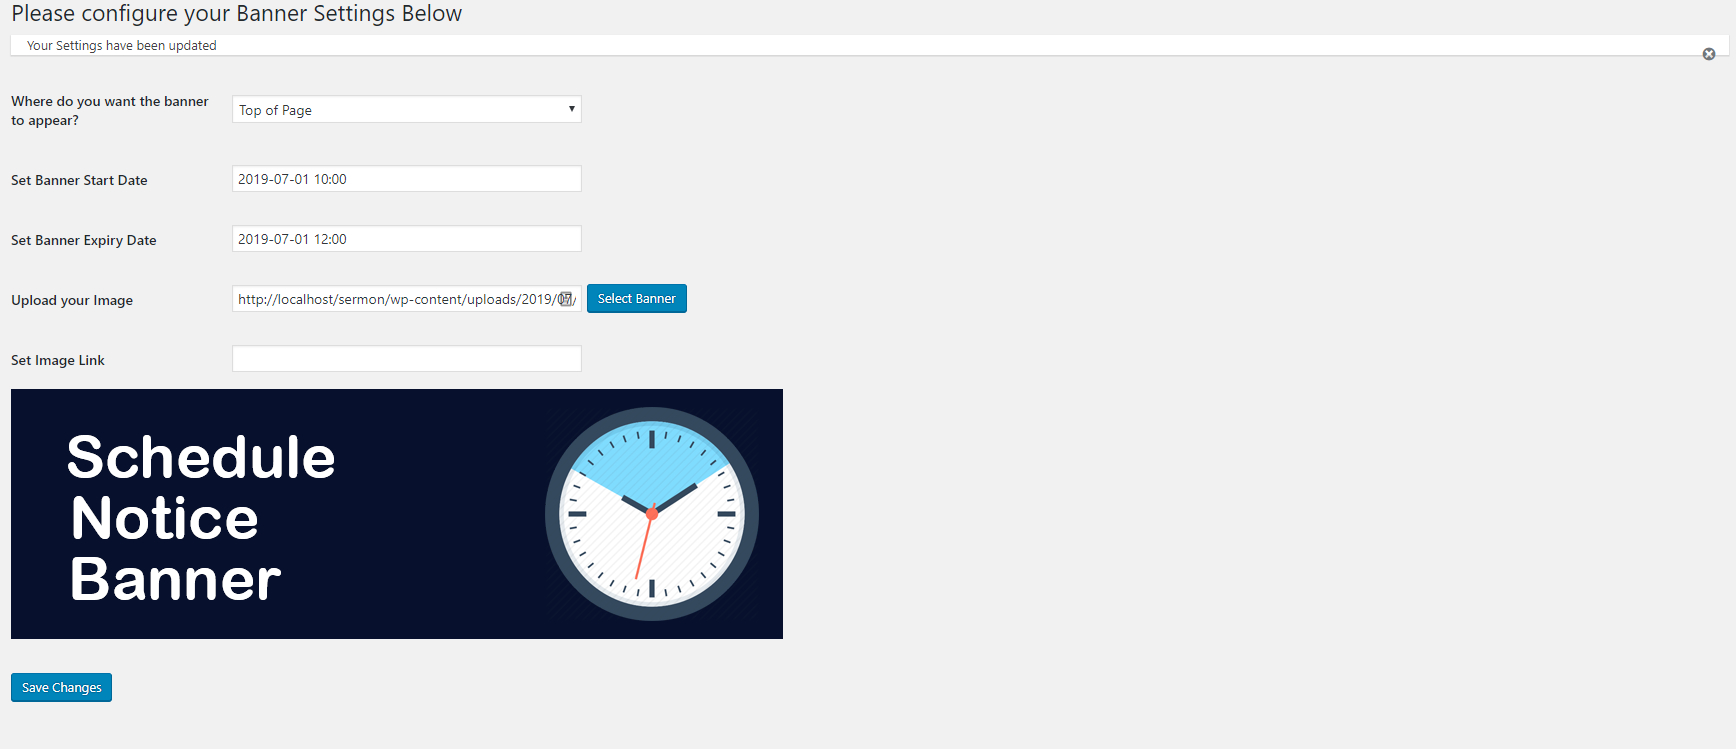 Please configure your Banner Settings Below
Your Settings have been updated
Where do you want the banner
to appear?
Top of Page
Set Banner Start Date
2019-07-01 10:00
Set Banner Expiry Date
2019-07-01 12:00
Upload your Image
http://localhost/sermon/wp-content/uploads/2019/07/
Select Banner
Set Image Link
Schedule
Notice
Banner
Save Changes